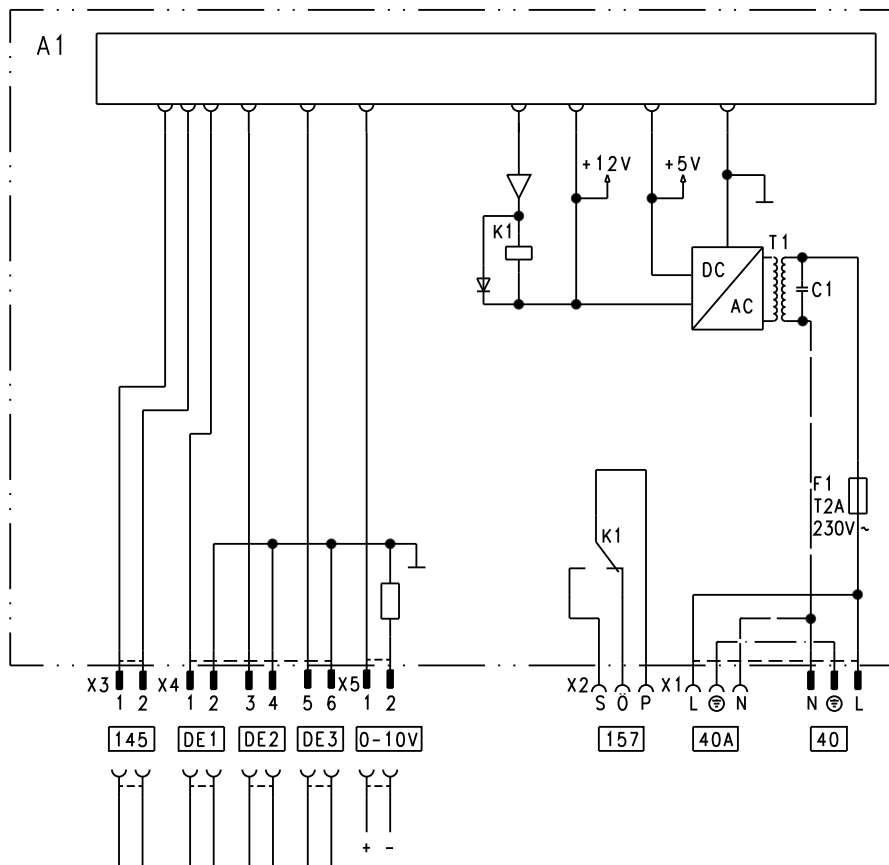 A1
+12V
+5V
K1
T1
DC
AC
C1
F1
T2A
230V ~
K1
X3 X4 X5 X2 X1
1 2 1 2 3 4 5 6 1 2 S Ö P L N N L
145 DE1 DE2 DE3 0-10V 157 40A 40
+ -